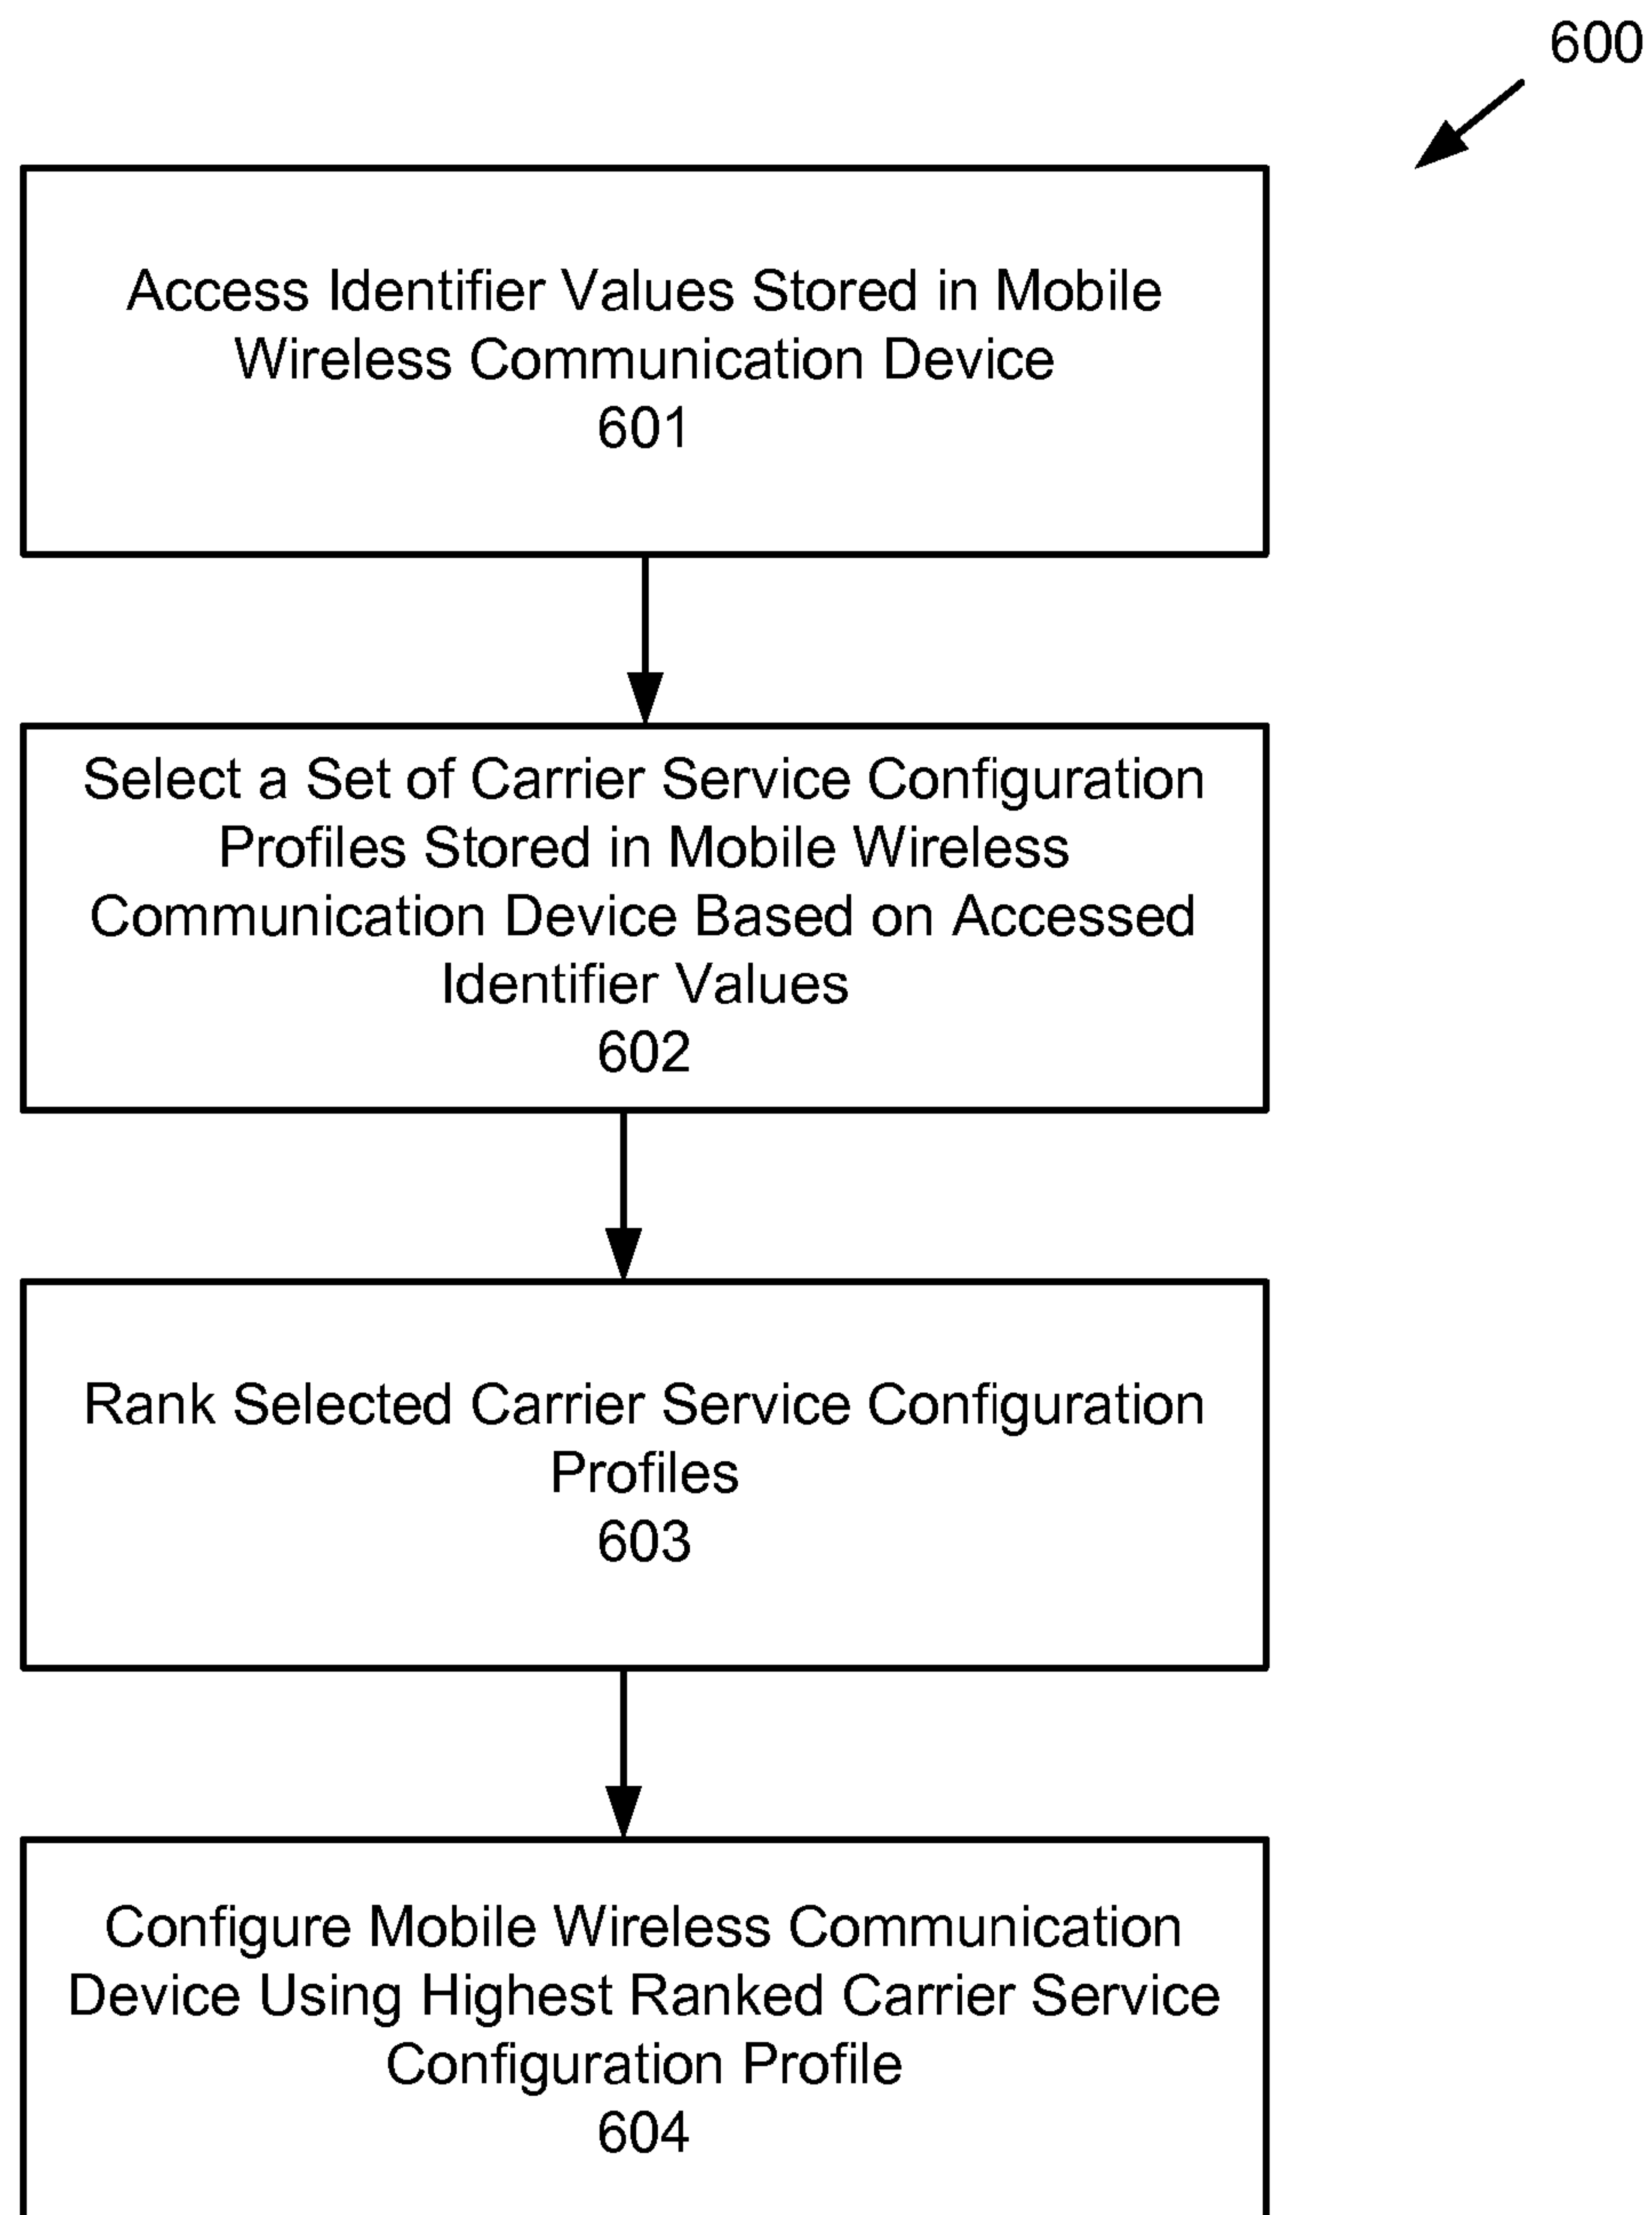 600
Access Identifier Values Stored in Mobile
Wireless Communication Device
601
Select a Set of Carrier Service Configuration
Profiles Stored in Mobile Wireless
Communication Device Based on Accessed
Identifier Values
602
Rank Selected Carrier Service Configuration
Profiles
603
Configure Mobile Wireless Communication
Device Using Highest Ranked Carrier Service
Configuration Profile
604